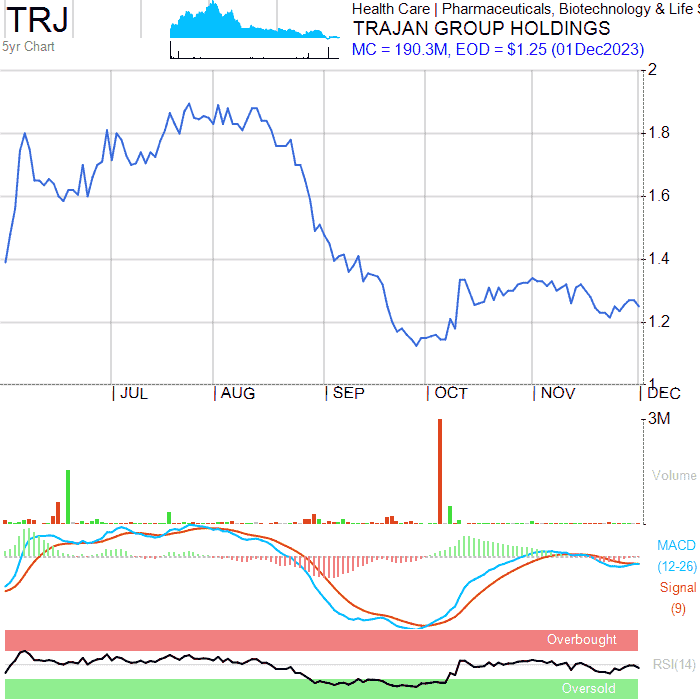 TRJ
5yr Chart
Health Care | Pharmaceuticals, Biotechnology & Life S
TRAJAN GROUP HOLDINGS
MC = 190.3M, EOD = $1.25 (01Dec2023)
2
1.8
1.6
1.4
1.2
1
JUL
AUG
SEP
OCT
NOV
DEC
3M
Volume
MACD
(12-26)
Signal
(9)
Overbought
RSI(14)
Oversold